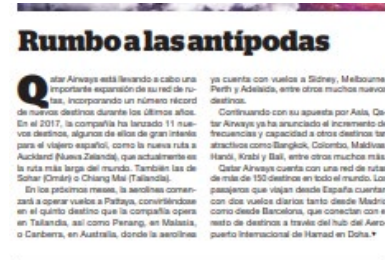 Rumbo a las antípodas
Qatar Airways está llevando a cabo una
importante expansión de su red de ru-
tas, incorporando un número récord
de nuevos destinos durante los últimos años.
En el 2017, la compañía ha lanzado 11 nue-
vos destinos, algunos de ellos de gran interés
para el viajero español, como la nueva ruta a
Auckland (Nueva Zelanda), que actualmente es
la ruta más larga del mundo. También las de
Sohar (Omán) o Chiang Mai (Tailandia).
En los próximos meses, la aerolínea comen-
zará a operar vuelos a Pattaya, convirtiéndose
en el quinto destino que la compañía opera
en Tailandia, así como Penang, en Malasia,
o Canberra, en Australia, donde la aerolínea
ya cuenta con vuelos a Sidney, Melbourne,
Perth y Adelaida, entre otros muchos nuevos
destinos.
Continuando con su apuesta por Asia, Qa-
tar Airways ya ha anunciado el incremento de
frecuencias y capacidad a otros destinos tan
atractivos como Bangkok, Colombo, Maldivas,
Hanói, Krabi y Bali, entre otros muchos más.
Qatar Airways cuenta con una red de rutas
de más de 150 destinos en todo el mundo. Los
pasajeros que viajan desde España cuentan
con dos vuelos diarios tanto desde Madrid
como desde Barcelona, que conectan con el
resto de destinos a través del hub del Aero-
puerto Internacional de Hamad en Doha.▼